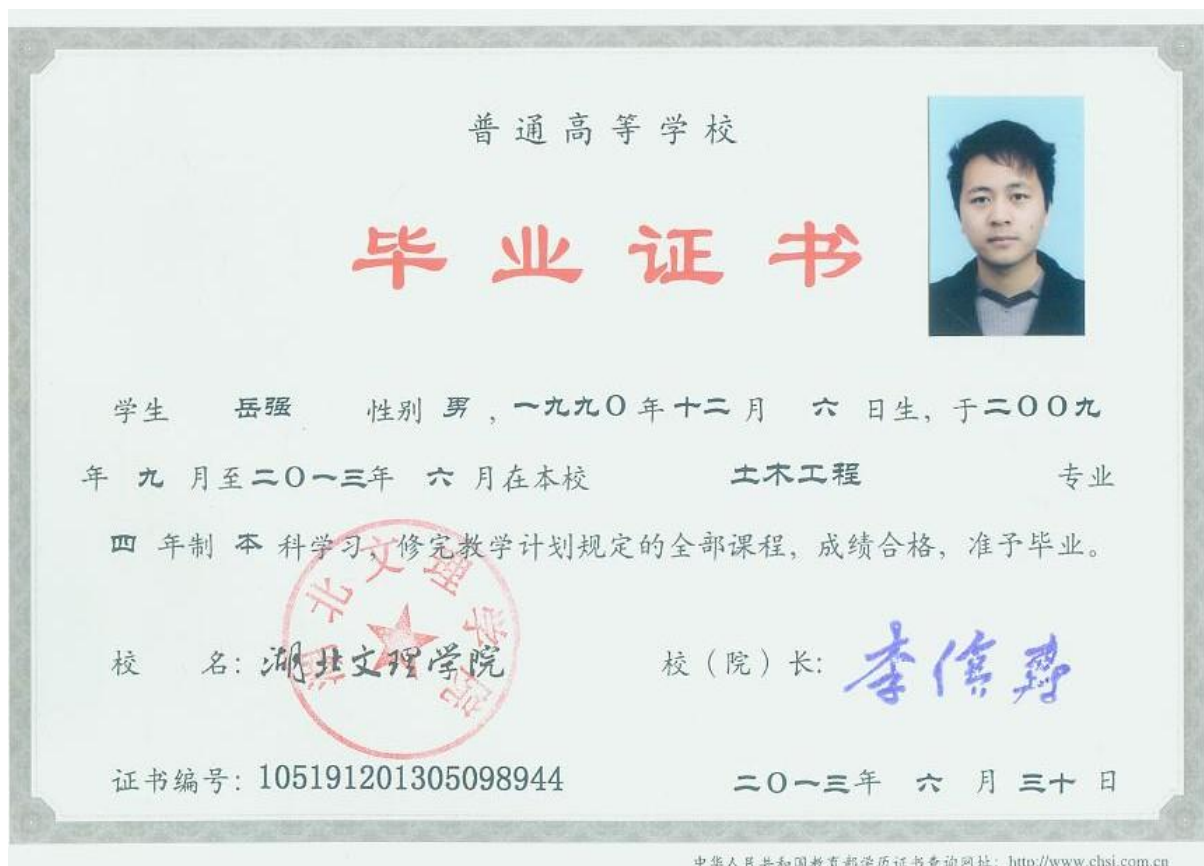 普通高等学校
毕业证书
学生 岳强 性别 男，一九九〇年十二月 六 日生，于二〇〇九
年 九 月至二〇一三年 六 月在本校 土木工程 专业
四 年制 本 科学习，修完教学计划规定的全部课程，成绩合格，准予毕业。
湖北文理学院
校 名：湖北文理学院 校（院）长：李儒寿
证书编号：105191201305098944 二〇一三年 六 月 三十 日
中华人民共和国教育部学历证书查询网址：http://www.chsi.com.cn